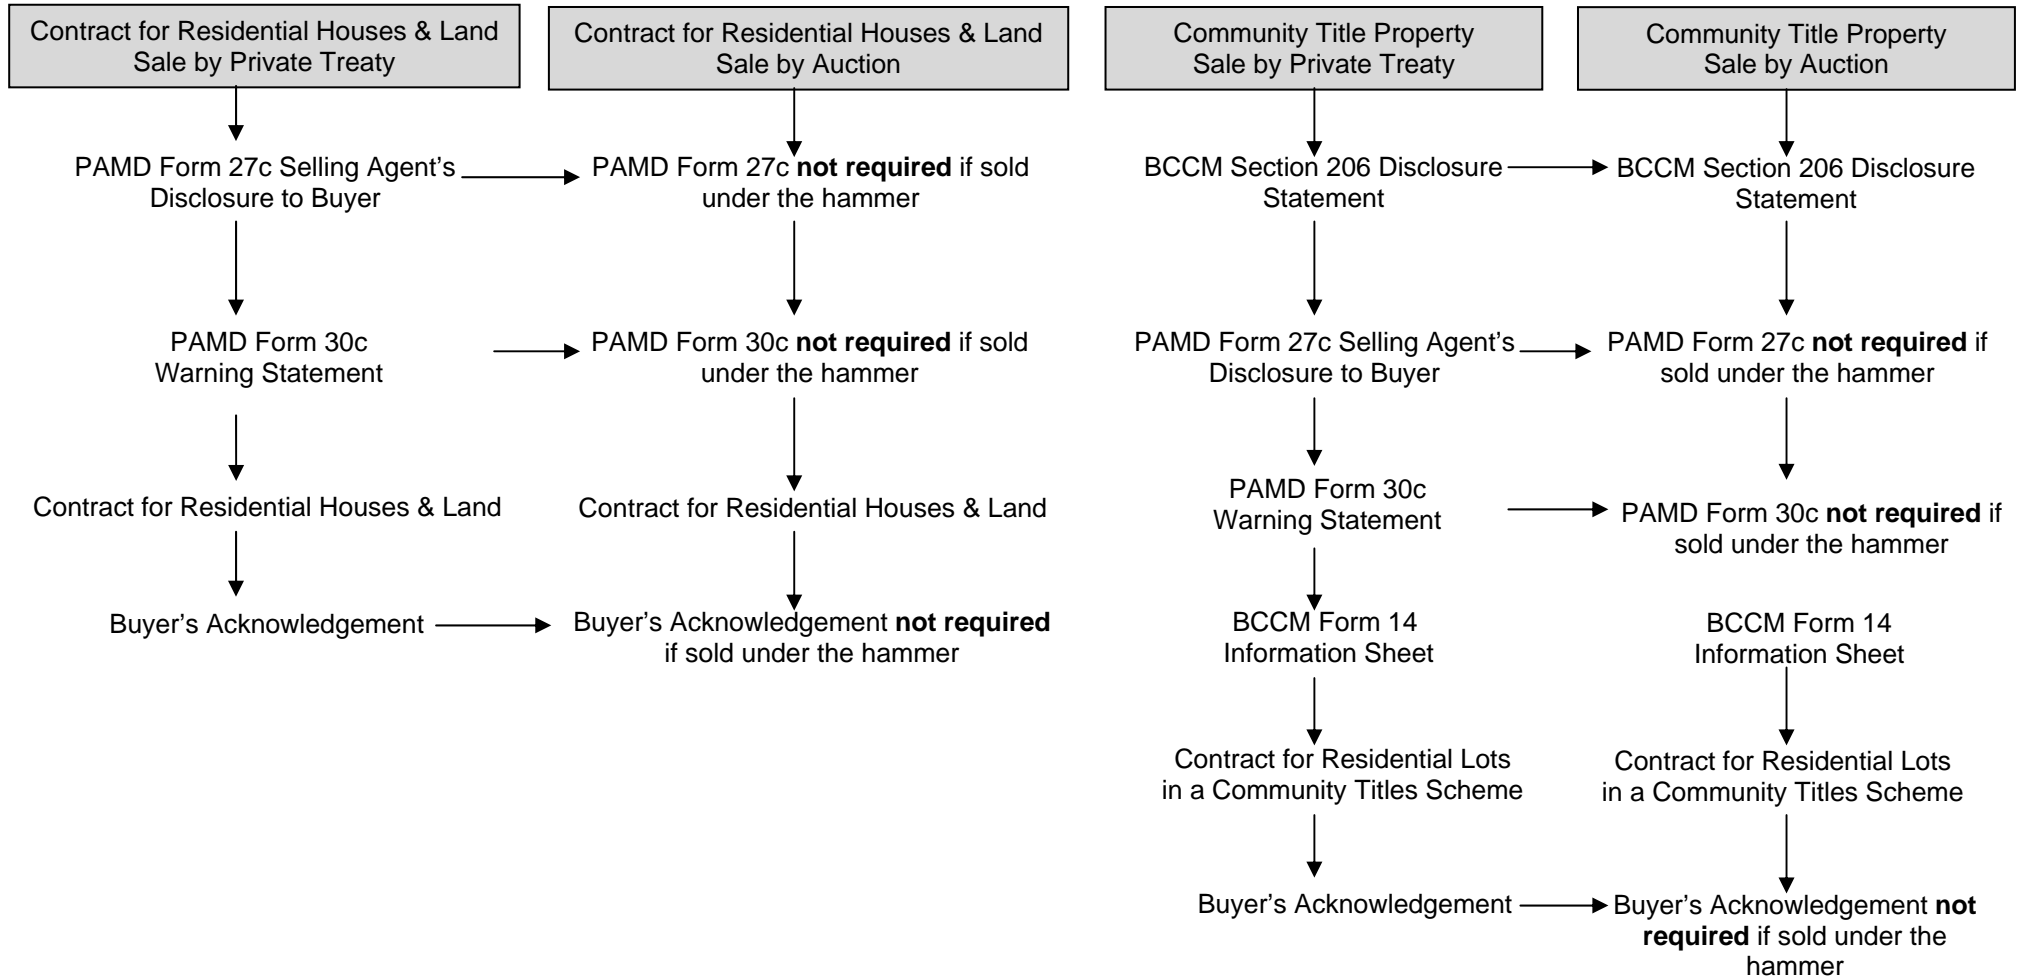 Contract for Residential Houses & Land
Sale by Private Treaty
PAMD Form 27c Selling Agent's
Disclosure to Buyer
PAMD Form 30c
Warning Statement
Contract for Residential Houses & Land
Buyer's Acknowledgement
Contract for Residential Houses & Land
Sale by Auction
PAMD Form 27c not required if sold
under the hammer
PAMD Form 30c not required if sold
under the hammer
Contract for Residential Houses & Land
Buyer's Acknowledgement not required
if sold under the hammer
Community Title Property
Sale by Private Treaty
BCCM Section 206 Disclosure
Statement
PAMD Form 27c Selling Agent's
Disclosure to Buyer
PAMD Form 30c
Warning Statement
BCCM Form 14
Information Sheet
Contract for Residential Lots
in a Community Titles Scheme
Buyer's Acknowledgement
Community Title Property
Sale by Auction
BCCM Section 206 Disclosure
Statement
PAMD Form 27c not required if
sold under the hammer
PAMD Form 30c not required if
sold under the hammer
BCCM Form 14
Information Sheet
Contract for Residential Lots
in a Community Titles Scheme
Buyer's Acknowledgement not
required if sold under the
hammer